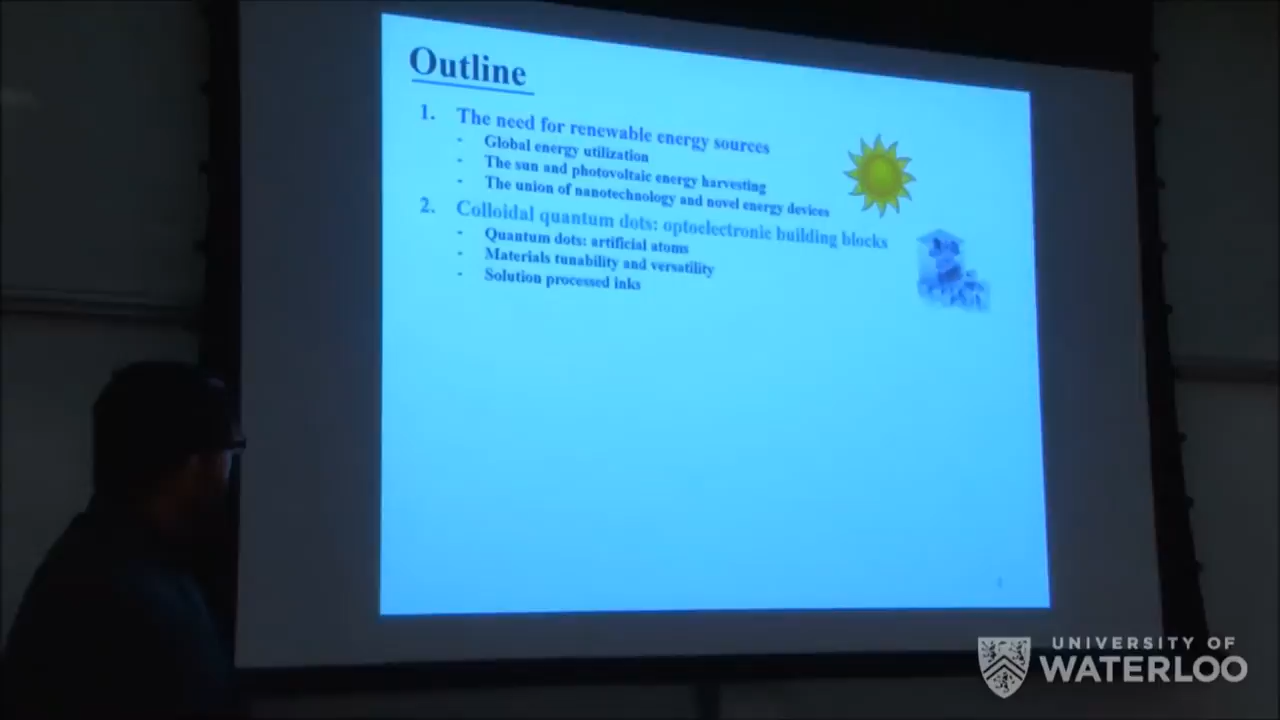 Outline
1. The need for renewable energy sources
- Global energy utilization
- The sun and photovoltaic energy harvesting
- The union of nanotechnology and novel energy devices
2. Colloidal quantum dots: optoelectronic building blocks
- Quantum dots: artificial atoms
- Materials tunability and versatility
- Solution processed inks
UNIVERSITY OF
WATERLOO